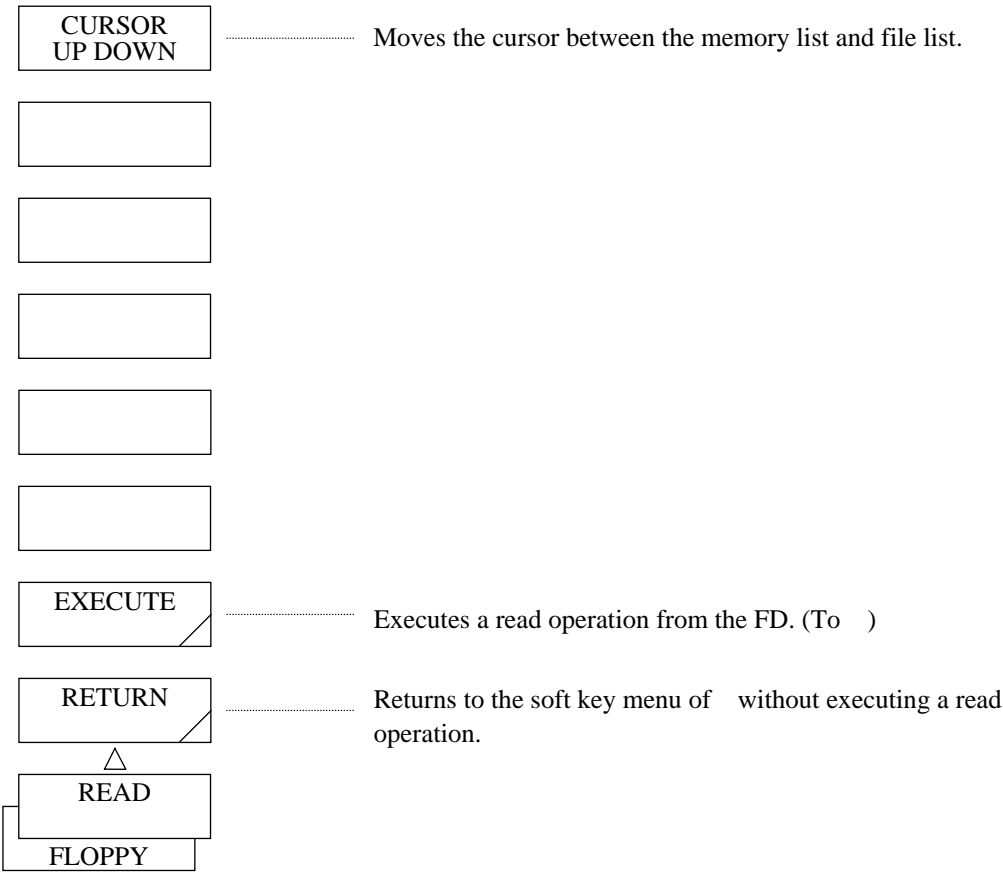 CURSOR
UP DOWN
Moves the cursor between the memory list and file list.
EXECUTE
Executes a read operation from the FD. (To    )
RETURN
Returns to the soft key menu of    without executing a read
operation.
READ
FLOPPY